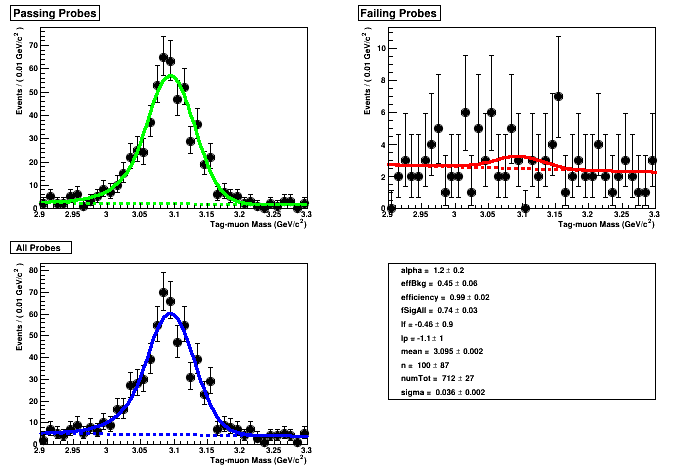 Passing Probes
Events / ( 0.01 GeV/c² )
70
60
50
40
30
20
10
2.9 2.95 3 3.05 3.1 3.15 3.2 3.25 3.3
Tag-muon Mass (GeV/c²)
Failing Probes
Events / ( 0.01 GeV/c² )
10
8
6
4
2
0
2.9 2.95 3 3.05 3.1 3.15 3.2 3.25 3.3
Tag-muon Mass (GeV/c²)
All Probes
Events / ( 0.01 GeV/c² )
80
70
60
50
40
30
20
10
0
2.9 2.95 3 3.05 3.1 3.15 3.2 3.25 3.3
Tag-muon Mass (GeV/c²)
alpha = 1.2 ± 0.2
effBkg = 0.45 ± 0.06
efficiency = 0.99 ± 0.02
fSigAll = 0.74 ± 0.03
lf = -0.46 ± 0.9
lp = -1.1 ± 1
mean = 3.095 ± 0.002
n = 100 ± 87
numTot = 712 ± 27
sigma = 0.036 ± 0.002